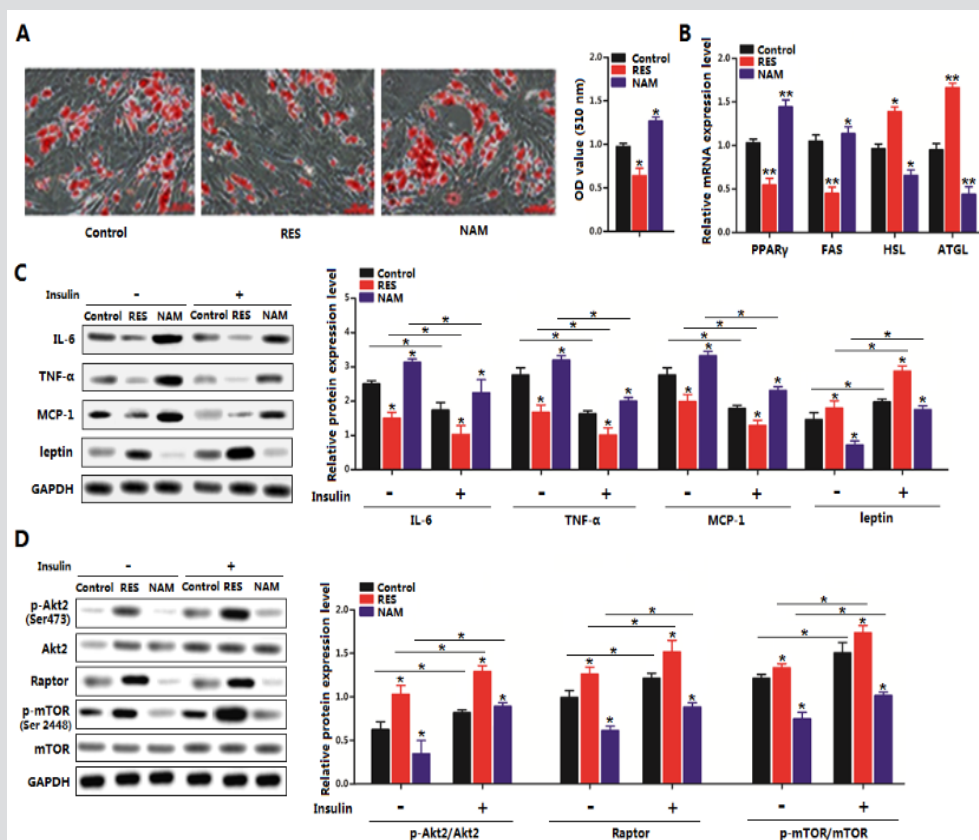 A
Control
RES
NAM
OD value (510 nm)
2.0
1.5
1.0
0.5
0.0
Control
RES
NAM
*
*
B
Relative mRNA expression level
2.0
1.5
1.0
0.5
0.0
Control
RES
NAM
** ** ** * * * ** **
PPARγ FAS HSL ATGL
C
Insulin - +
Control RES NAM Control RES NAM
IL-6
TNF-α
MCP-1
leptin
GAPDH
Relative protein expression level
5
3
2
1
0
Control
RES
NAM
* * * *
* * * *
* * * *
* * * * * * * * * * * * * * * *
Insulin - + - + - + - +
IL-6 TNF-α MCP-1 leptin
D
Insulin - +
Control RES NAM Control RES NAM
p-Akt2
(Ser473)
Akt2
Raptor
p-mTOR
(Ser 2448)
mTOR
GAPDH
Relative protein expression level
2.0
1.5
1.0
0.5
0.0
Control
RES
NAM
* * *
* * *
* * *
* * * * * * * * * * * *
Insulin - + - + - +
p-Akt2/Akt2 Raptor p-mTOR/mTOR